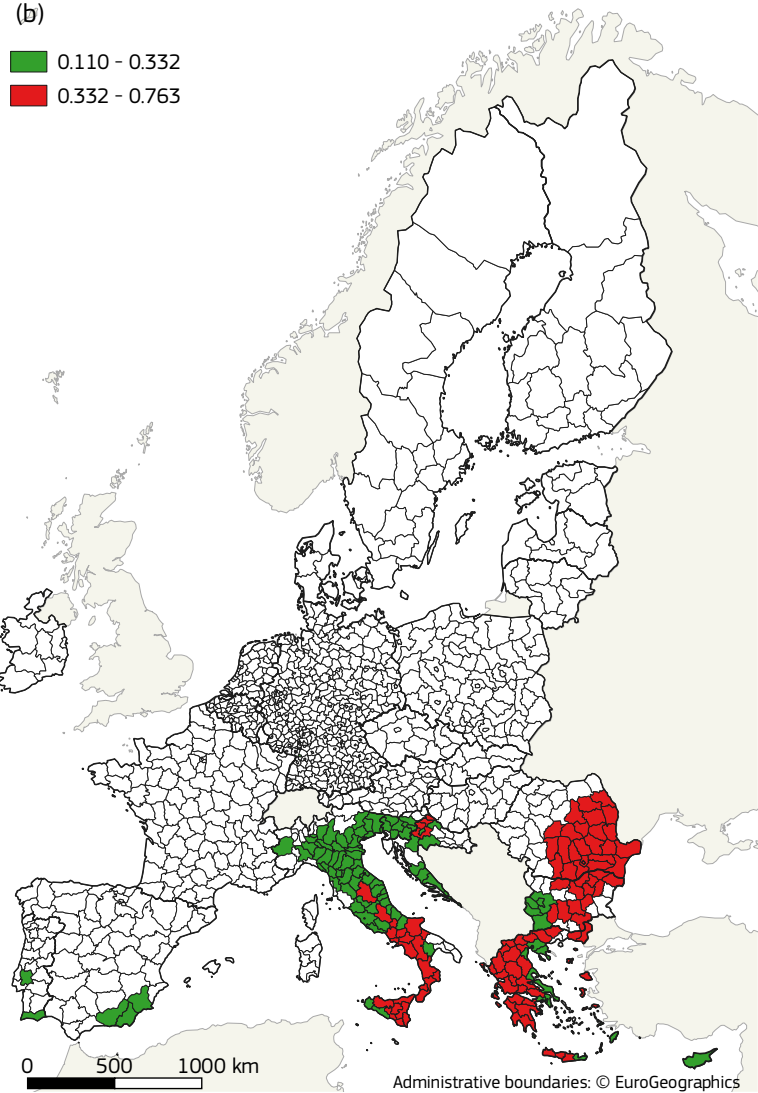 (b)
0.110 - 0.332
0.332 - 0.763
0 500 1000 km
Administrative boundaries: © EuroGeographics